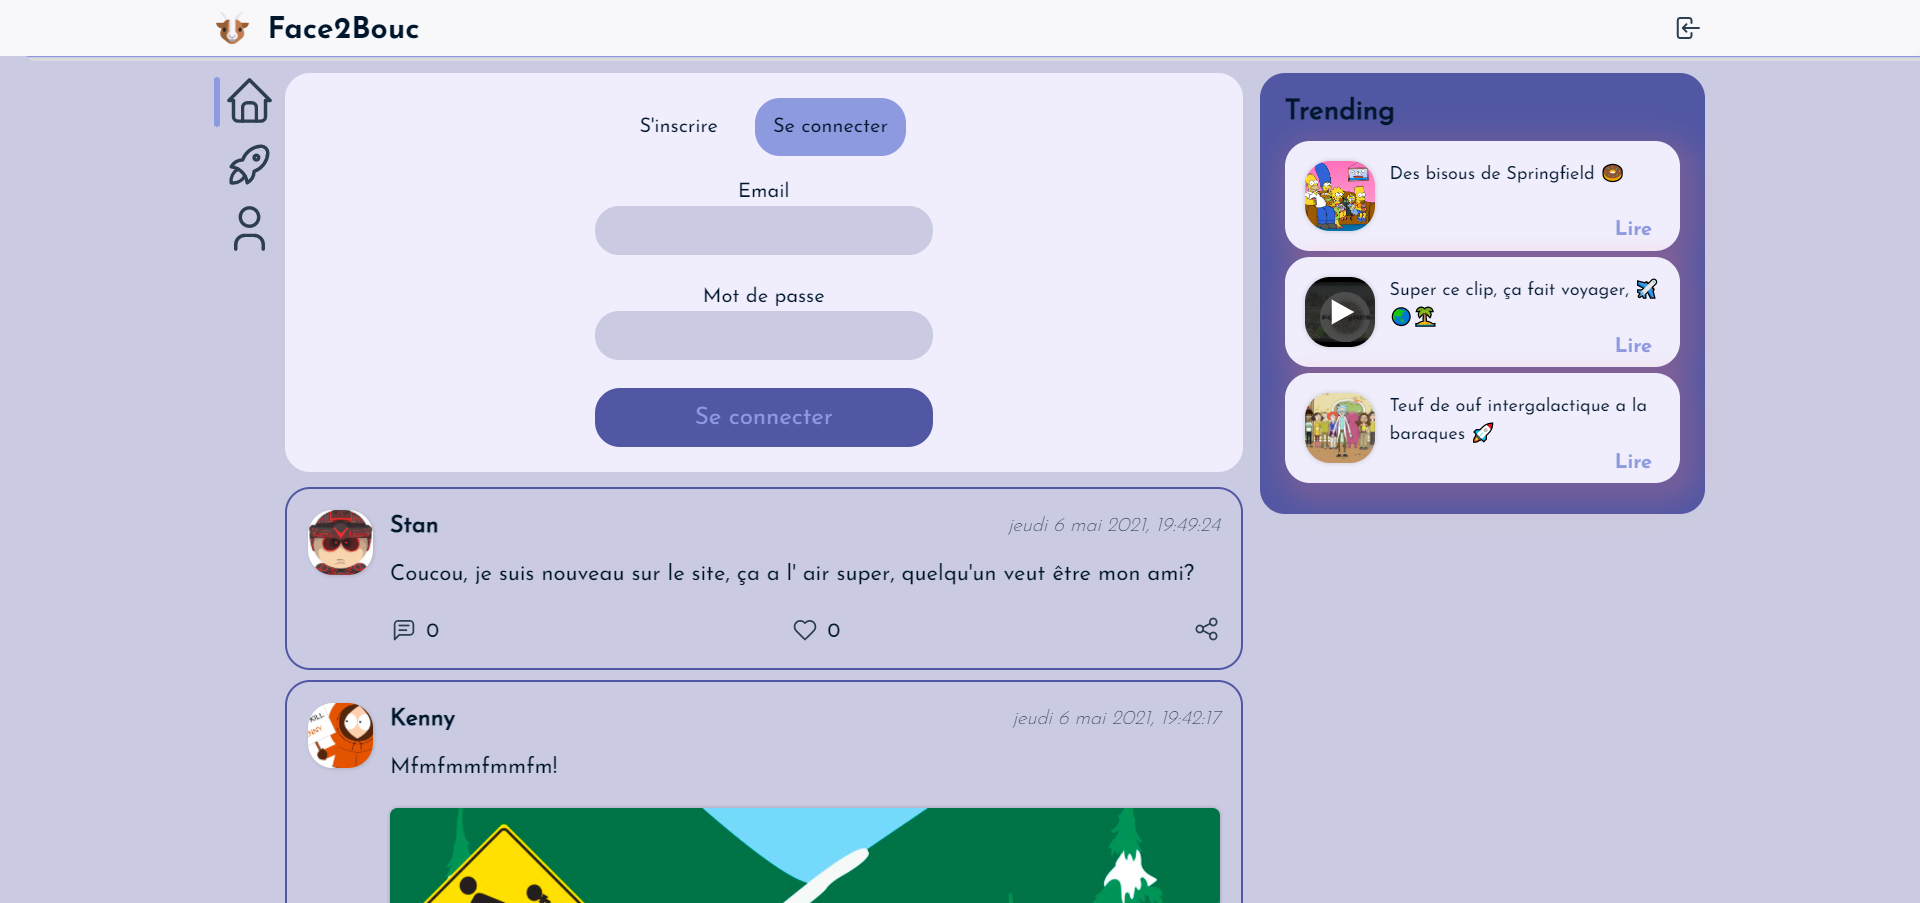 Face2Bouc
S'inscrire
Se connecter
Email
Mot de passe
Se connecter
Stan
jeudi 6 mai 2021, 19:49:24
Coucou, je suis nouveau sur le site, ça a l' air super, quelqu'un veut être mon ami?
0
0
Kenny
jeudi 6 mai 2021, 19:42:17
Mfmfmmfmmfm!
Trending
Des bisous de Springfield 🍩
Lire
Super ce clip, ça fait voyager, ✈️
🌏🏝️
Lire
Teuf de ouf intergalactique a la
baraques 🚀
Lire